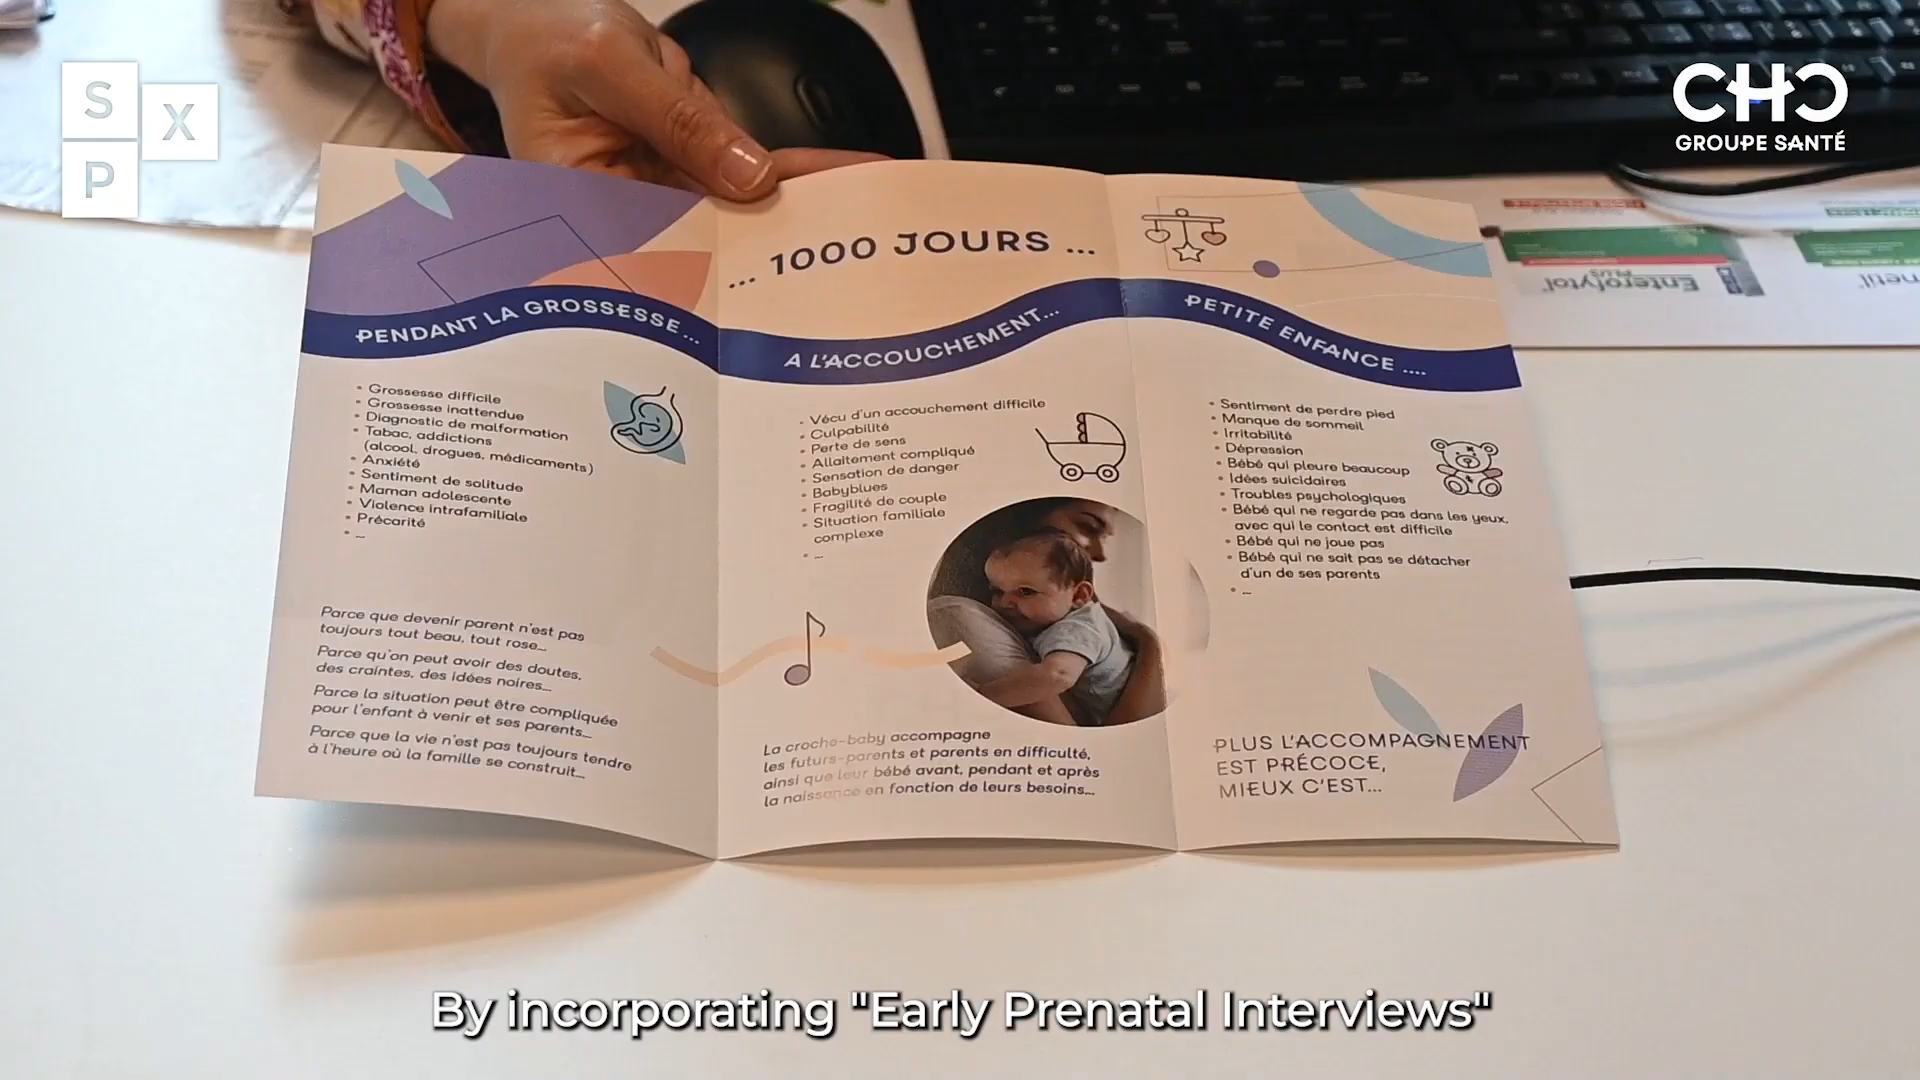 S
X
P
CHC
GROUPE SANTÉ
... 1000 JOURS ...
PENDANT LA GROSSESSE ...
• Grossesse difficile
• Grossesse inattendue
• Diagnostic de malformation
• Tabac, addictions
(alcool, drogues, médicaments)
• Anxiété
• Sentiment de solitude
• Maman adolescente
• Violence intrafamiliale
• Précarité
• ...
Parce que devenir parent n'est pas
toujours tout beau, tout rose...
Parce qu'on peut avoir des doutes,
des craintes, des idées noires...
Parce la situation peut être compliquée
pour l'enfant à venir et ses parents...
Parce que la vie n'est pas toujours tendre
à l'heure où la famille se construit...
A L'ACCOUCHEMENT...
• Vécu d'un accouchement difficile
• Culpabilité
• Perte de sens
• Allaitement compliqué
• Sensation de danger
• Babyblues
• Fragilité de couple
• Situation familiale
complexe
• ...
La croche-baby accompagne
les futurs-parents et parents en difficulté,
ainsi que leur bébé avant, pendant et après
la naissance en fonction de leurs besoins...
PETITE ENFANCE ....
• Sentiment de perdre pied
• Manque de sommeil
• Irritabilité
• Dépression
• Bébé qui pleure beaucoup
• Idées suicidaires
• Troubles psychologiques
• Bébé qui ne regarde pas dans les yeux,
avec qui le contact est difficile
• Bébé qui ne joue pas
• Bébé qui ne sait pas se détacher
d'un de ses parents
• ...
PLUS L'ACCOMPAGNEMENT
EST PRÉCOCE,
MIEUX C'EST...
Enterofytol
PLUS
By incorporating "Early Prenatal Interviews"